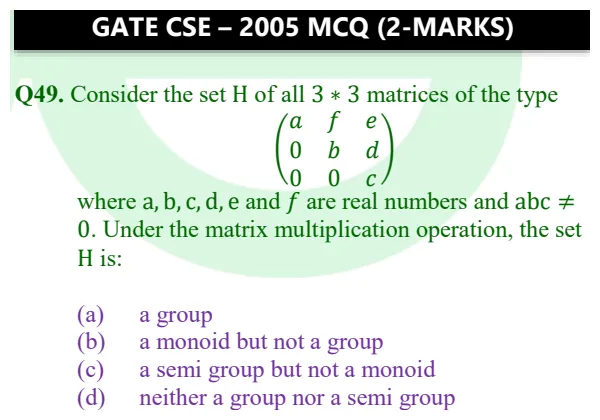 GATE CSE – 2005 MCQ (2-MARKS)
Q49. Consider the set H of all 3 ∗ 3 matrices of the type
a f e
0 b d
0 0 c
where a, b, c, d, e and f are real numbers and abc ≠
0. Under the matrix multiplication operation, the set
H is:
(a) a group
(b) a monoid but not a group
(c) a semi group but not a monoid
(d) neither a group nor a semi group